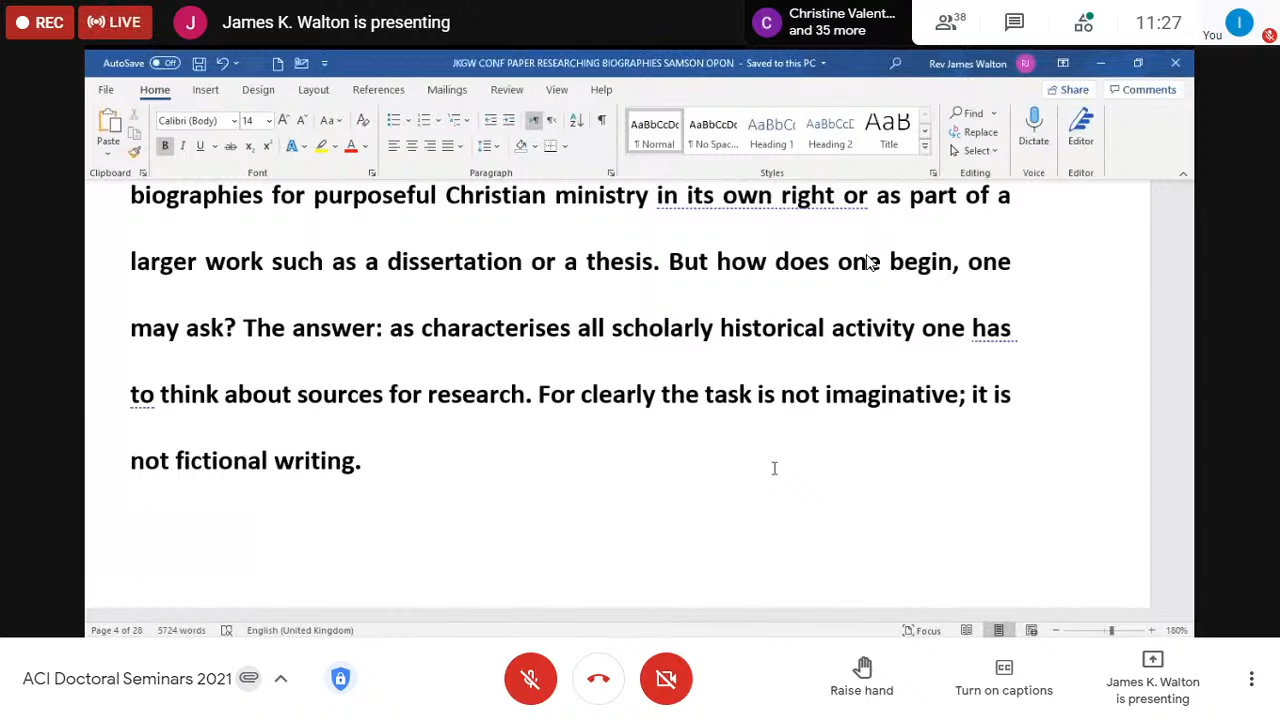 REC
LIVE
J
James K. Walton is presenting
C
Christine Valent...
and 35 more
38
11:27
You
I
AutoSave Off
JKGW CONF PAPER RESEARCHING BIOGRAPHIES SAMSON OPON - Saved to this PC
Rev James Walton
RJ
File Home Insert Design Layout References Mailings Review View Help
Share
Comments
Paste
Calibri (Body) 14
Aa
B I U ab x₂ x²
A A
AaBbCcDc AaBbCcDc AaBbCc AaBbCcE AaB
¶ Normal ¶ No Spac... Heading 1 Heading 2 Title
Find
Replace
Select
Dictate
Editor
Clipboard Font Paragraph Styles Editing Voice Editor
biographies for purposeful Christian ministry in its own right or as part of a
larger work such as a dissertation or a thesis. But how does one begin, one
may ask? The answer: as characterises all scholarly historical activity one has
to think about sources for research. For clearly the task is not imaginative; it is
not fictional writing.
Page 4 of 28 5724 words English (United Kingdom)
Focus
180%
ACI Doctoral Seminars 2021
Raise hand
CC
Turn on captions
James K. Walton
is presenting